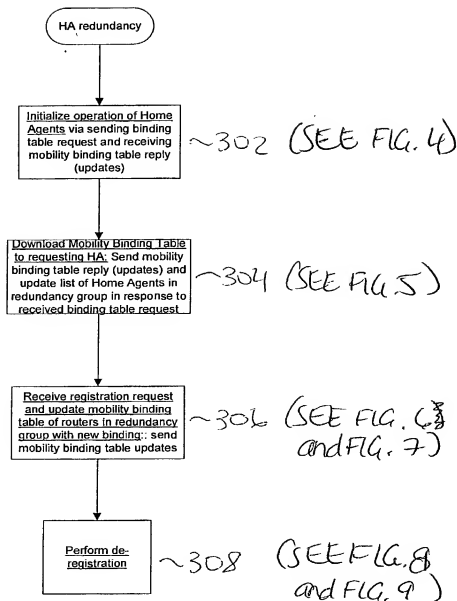 HA redundancy
Initialize operation of Home
Agents via sending binding
table request and receiving
mobility binding table reply
(updates)
~302 (SEE FIG. 4)
Download Mobility Binding Table
to requesting HA: Send mobility
binding table reply (updates) and
update list of Home Agents in
redundancy group in response to
received binding table request
~304 (SEE FIG. 5)
Receive registration request
and update mobility binding
table of routers in redundancy
group with new binding:: send
mobility binding table updates
~306 (SEE FIG. 6
and FIG. 7)
Perform de-
registration
~308 (SEE FIG. 8
and FIG. 9)